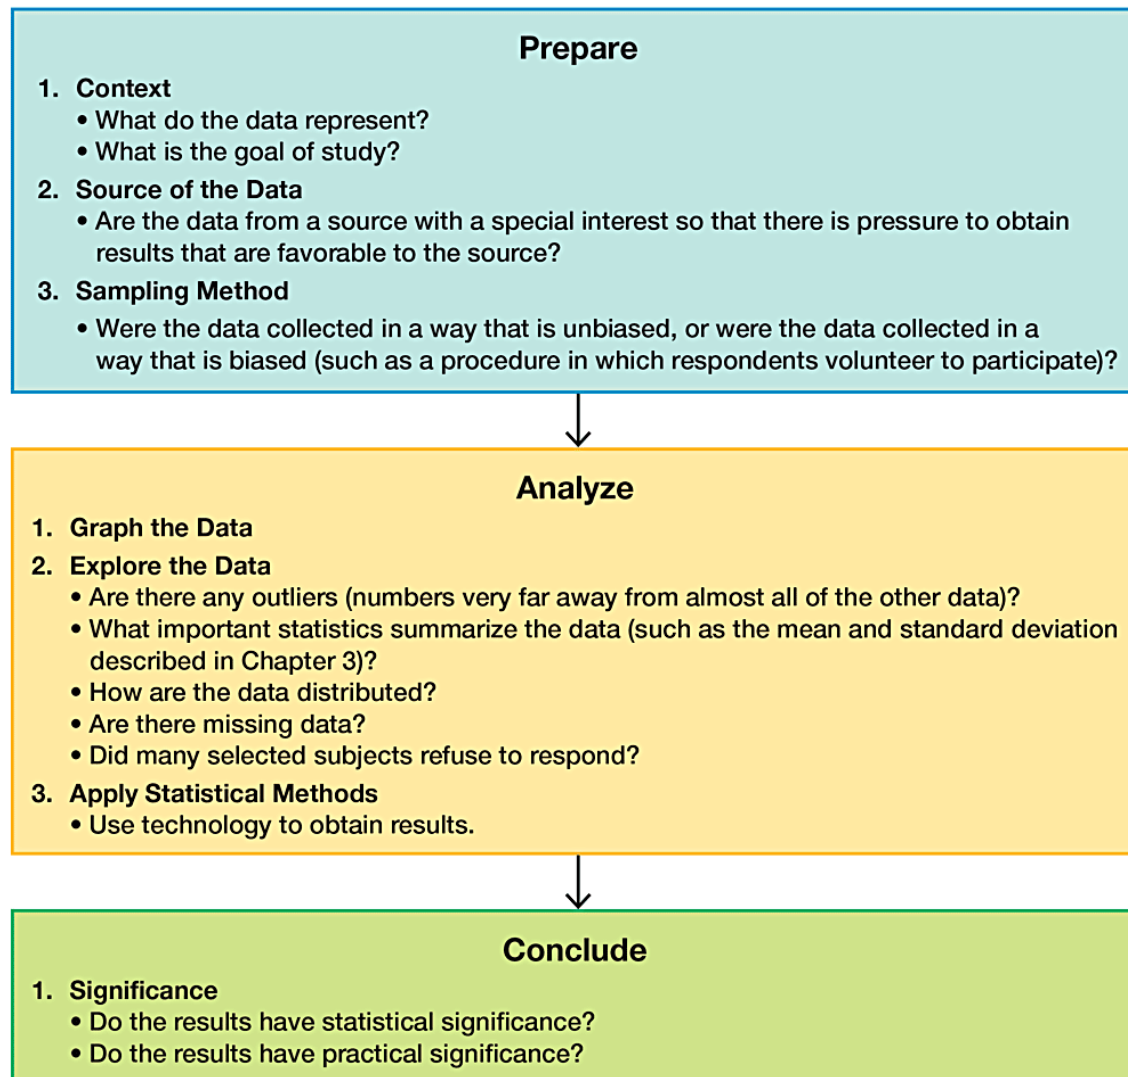 Prepare
1. Context
• What do the data represent?
• What is the goal of study?
2. Source of the Data
• Are the data from a source with a special interest so that there is pressure to obtain
results that are favorable to the source?
3. Sampling Method
• Were the data collected in a way that is unbiased, or were the data collected in a
way that is biased (such as a procedure in which respondents volunteer to participate)?
Analyze
1. Graph the Data
2. Explore the Data
• Are there any outliers (numbers very far away from almost all of the other data)?
• What important statistics summarize the data (such as the mean and standard deviation
described in Chapter 3)?
• How are the data distributed?
• Are there missing data?
• Did many selected subjects refuse to respond?
3. Apply Statistical Methods
• Use technology to obtain results.
Conclude
1. Significance
• Do the results have statistical significance?
• Do the results have practical significance?